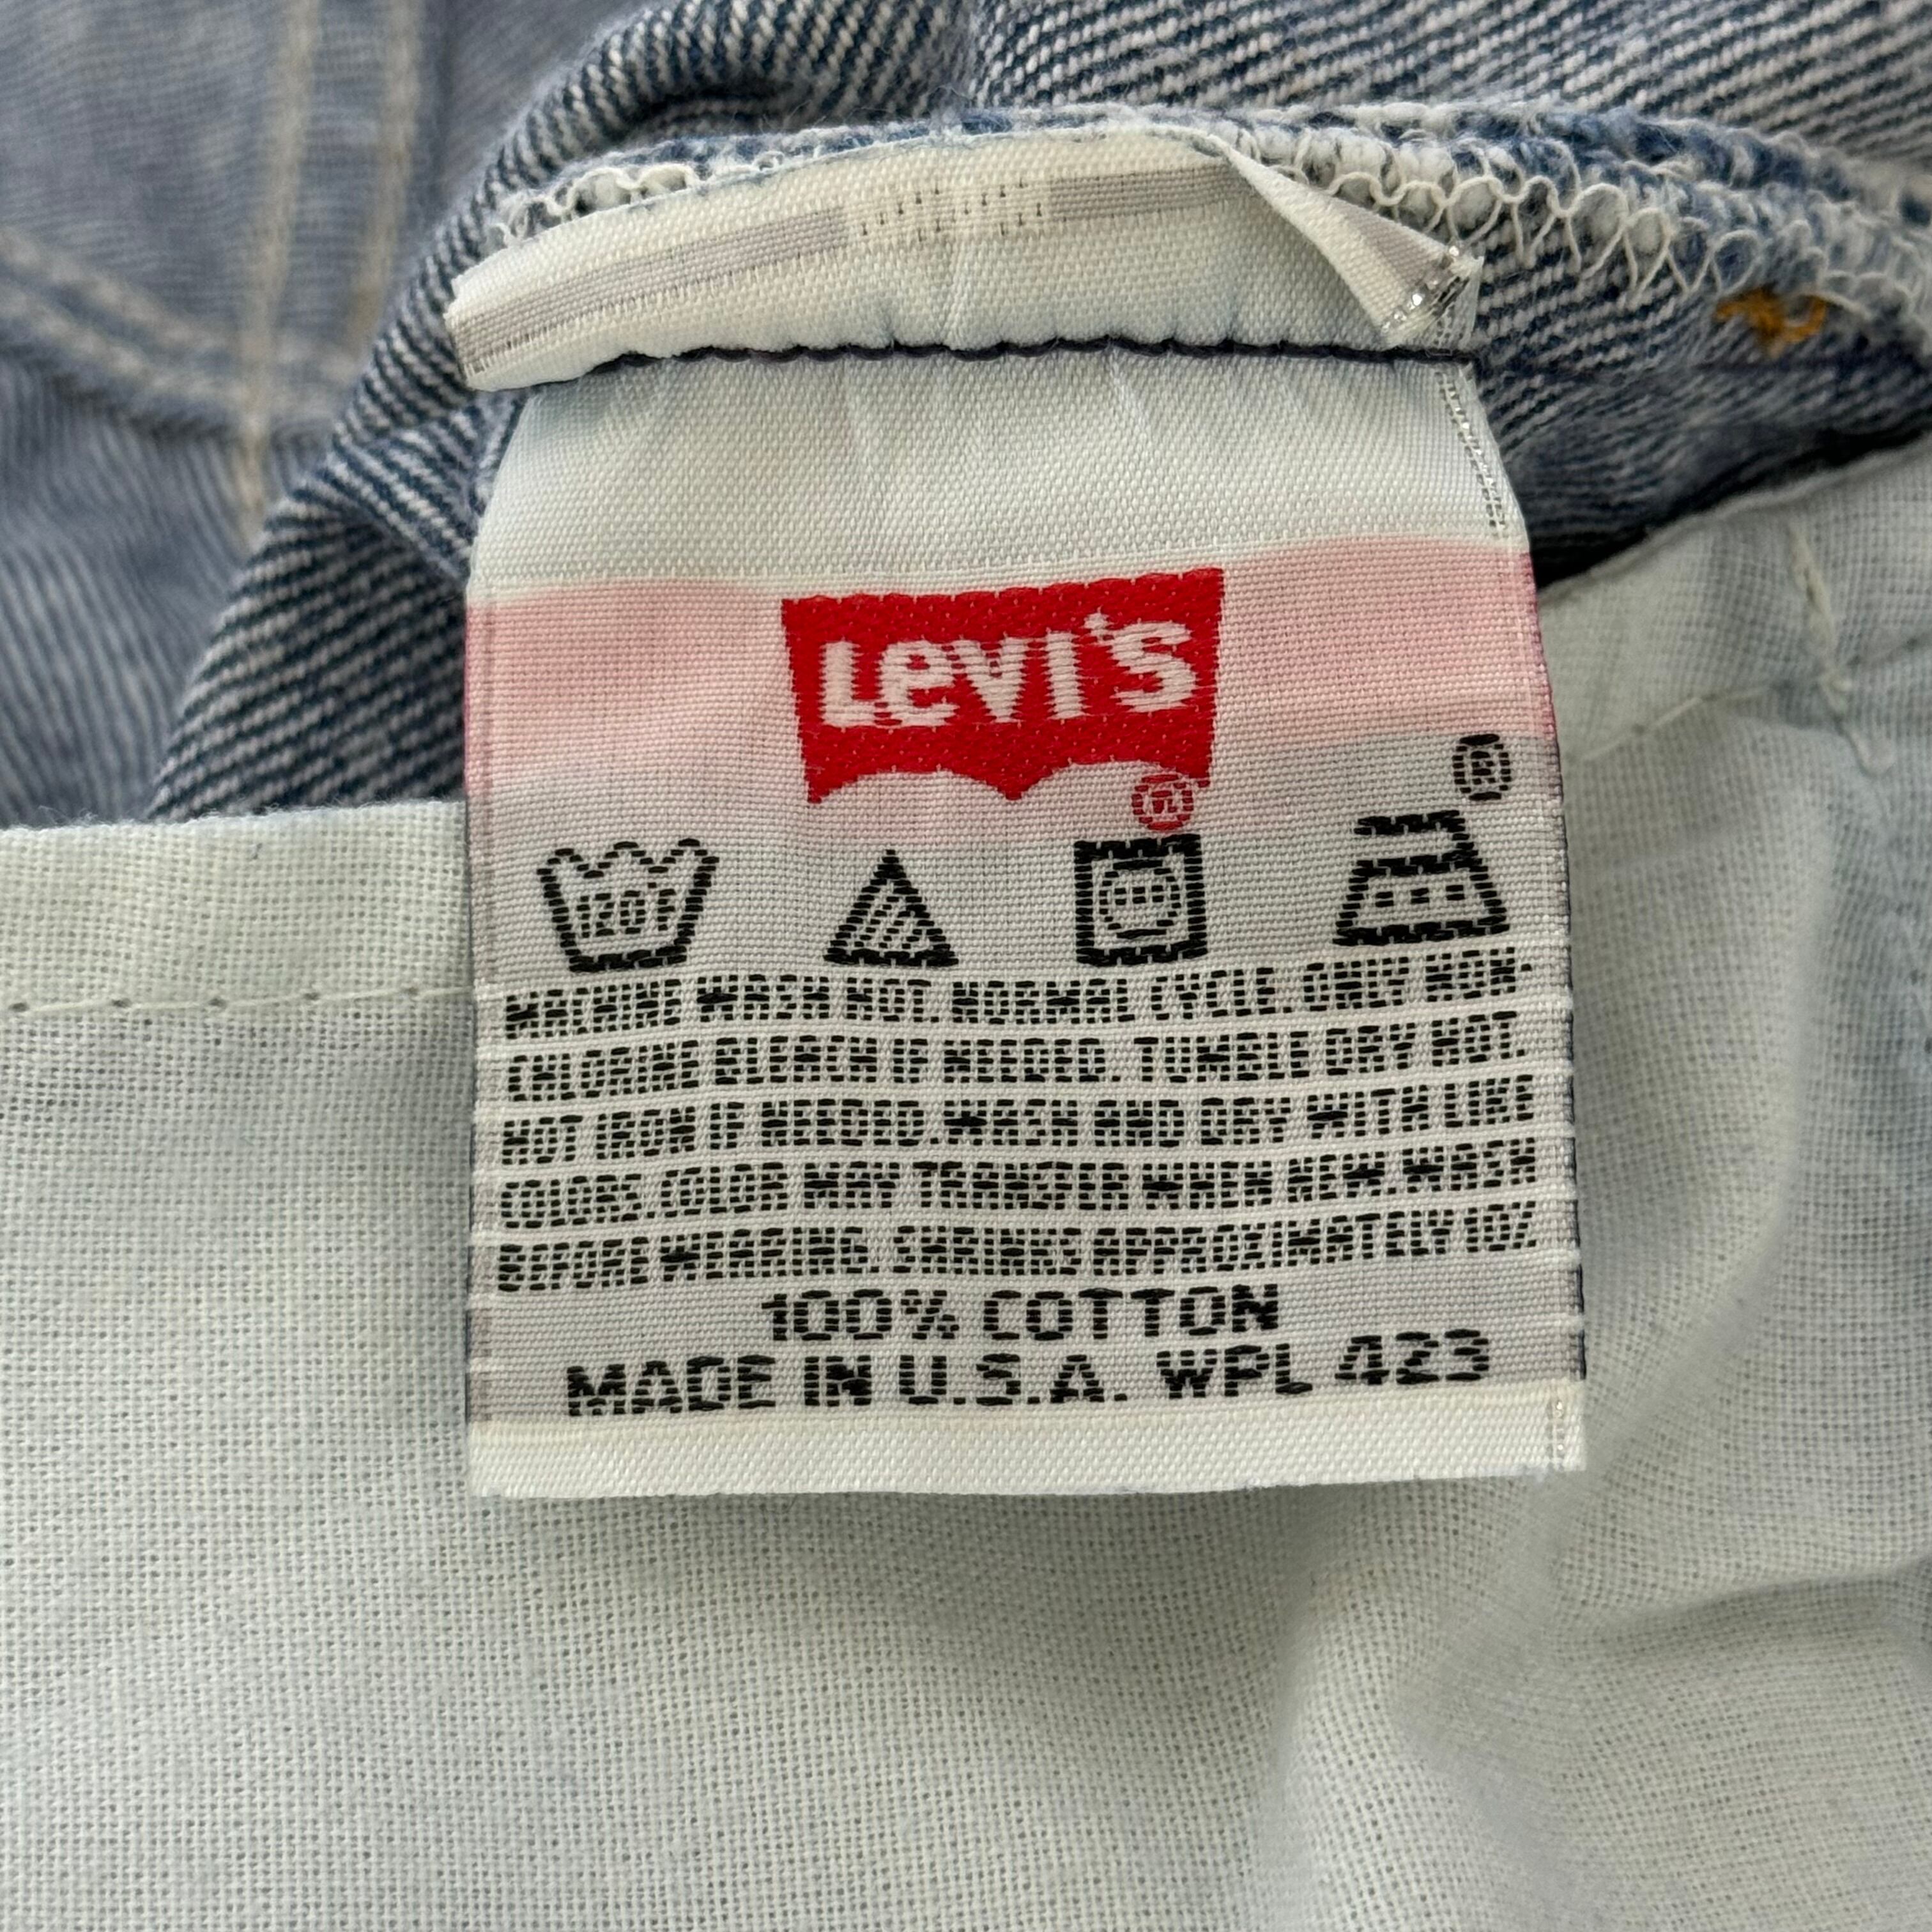 LEVI'S
®
®
120°F
MACHINE WASH HOT. NORMAL CYCLE. ONLY NON-
CHLORINE BLEACH IF NEEDED. TUMBLE DRY HOT.
HOT IRON IF NEEDED. WASH AND DRY WITH LIKE
COLORS. COLOR MAY TRANSFER WHEN NEW. WASH
BEFORE WEARING. SHRINKS APPROXIMATELY 10%
100% COTTON
MADE IN U.S.A. WPL 423